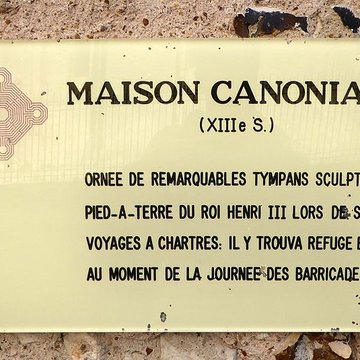 MAISON CANONIA
(XIIIe S.)
ORNEE DE REMARQUABLES TYMPANS SCULPT
PIED-A-TERRE DU ROI HENRI III LORS DE S
VOYAGES A CHARTRES: IL Y TROUVA REFUGE E
AU MOMENT DE LA JOURNEE DES BARRICADE